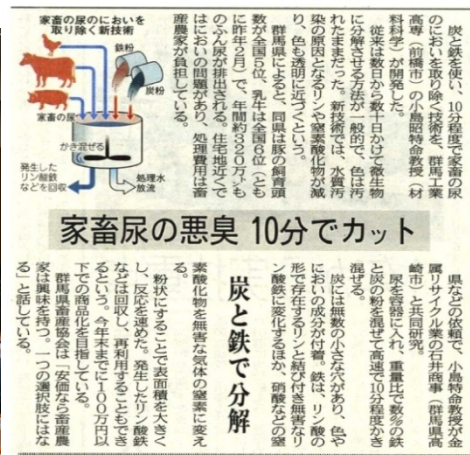 家畜尿の悪臭 10分でカット
炭と鉄で分解
炭と鉄を使い、10分程度で家畜の尿
のにおいを取り除く技術を、群馬工業
高専（前橋市）の小島昭特命教授（材
料科学）が開発した。
従来は数日から数十日かけて微生物
に分解させる方法が一般的で、色は汚
れたままだった。新技術では、水質汚
染の原因となるリンや窒素酸化物が減
り、色も透明に近づくという。
群馬県によると、同県は豚の飼育頭
数が全国5位、乳牛は全国6位（とも
に昨年2月）で、年間約320万㌧
のふん尿が排出される。住宅地近くで
はにおいの問題があり、処理費用は畜
産農家が負担している。
家畜の尿のにおいを
取り除く新技術
鉄粉
炭粉
家畜の尿
かき混ぜる
発生した
リン酸鉄
などを回収
処理水
放流
県などの依頼で、小島特命教授が金
属リサイクル業の石井商事（群馬県高
崎市）と共同研究。
尿を容器に入れ、重量比で数%の鉄
と炭の粉を混ぜて高速で10分程度かき
混ぜる。
炭には無数の小さな穴があり、色や
においの成分が付着。鉄は、リン酸の
形で存在するリンと結び付き無害なリ
ン酸鉄に変化するほか、硝酸などの窒
素酸化物を無害な気体の窒素に変え
る。
粉状にすることで表面積を大きく
し、反応を速めた。発生したリン酸鉄
などは回収し、再利用することもでき
るという。今年末までに100万円以
下での商品化を目指している。
群馬県畜産協会は「安価なら畜産農
家は興味を持つ。一つの選択肢にはな
る」と話している。